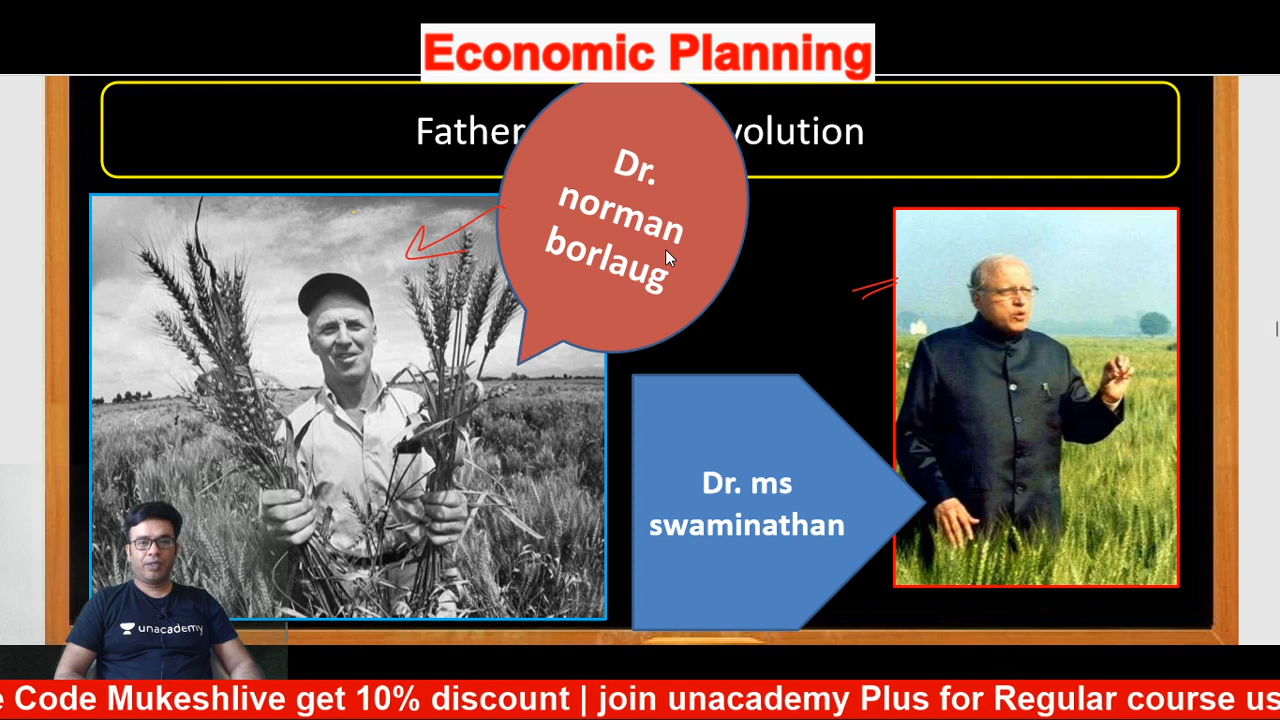 Economic Planning
Father volution
Dr.
norman
borlaug
Dr. ms
swaminathan
unacademy
Code Mukeshlive get 10% discount | join unacademy Plus for Regular course